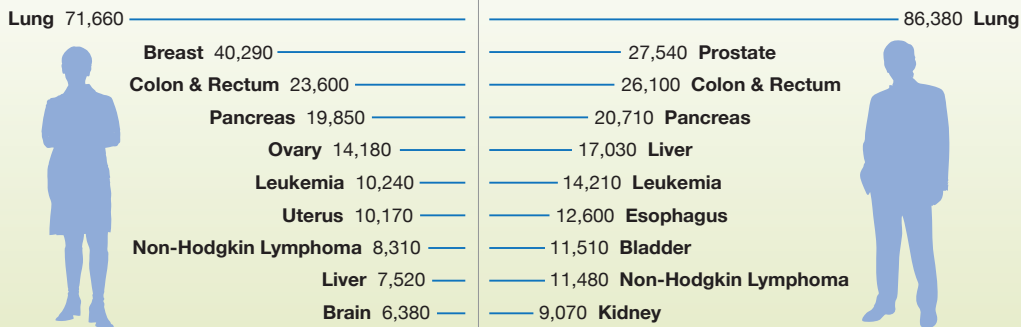 Lung 71,660 86,380 Lung
Breast 40,290 27,540 Prostate
Colon & Rectum 23,600 26,100 Colon & Rectum
Pancreas 19,850 20,710 Pancreas
Ovary 14,180 17,030 Liver
Leukemia 10,240 14,210 Leukemia
Uterus 10,170 12,600 Esophagus
Non-Hodgkin Lymphoma 8,310 11,510 Bladder
Liver 7,520 11,480 Non-Hodgkin Lymphoma
Brain 6,380 9,070 Kidney